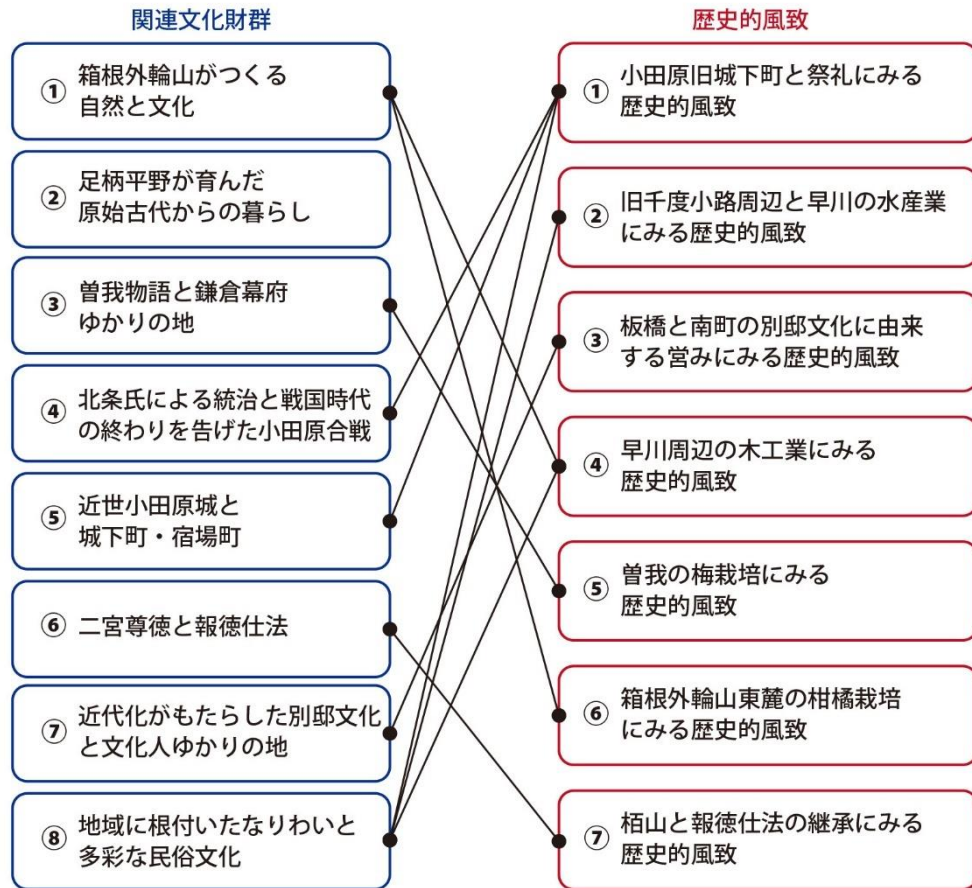 関連文化財群
① 箱根外輪山がつくる
自然と文化
② 足柄平野が育んだ
原始古代からの暮らし
③ 曽我物語と鎌倉幕府
ゆかりの地
④ 北条氏による統治と戦国時代
の終わりを告げた小田原合戦
⑤ 近世小田原城と
城下町・宿場町
⑥ 二宮尊徳と報徳仕法
⑦ 近代化がもたらした別邸文化
と文化人ゆかりの地
⑧ 地域に根付いたなりわいと
多彩な民俗文化
歴史的風致
① 小田原旧城下町と祭礼にみる
歴史的風致
② 旧千度小路周辺と早川の水産業
にみる歴史的風致
③ 板橋と南町の別邸文化に由来
する営みにみる歴史的風致
④ 早川周辺の木工業にみる
歴史的風致
⑤ 曽我の梅栽培にみる
歴史的風致
⑥ 箱根外輪山東麓の柑橘栽培
にみる歴史的風致
⑦ 栢山と報徳仕法の継承にみる
歴史的風致